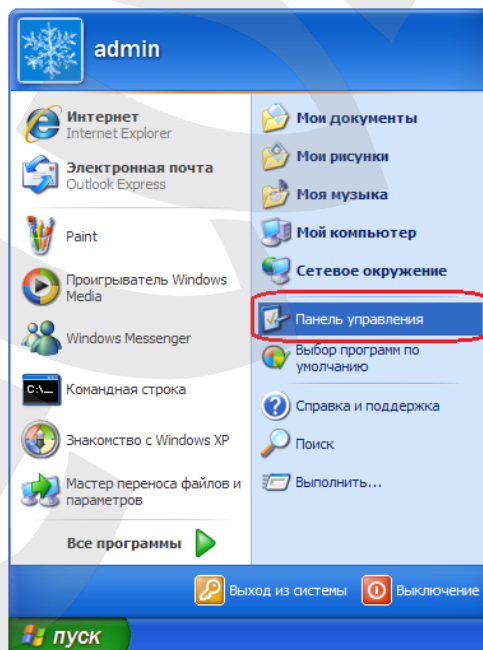 admin
Интернет
Internet Explorer
Электронная почта
Outlook Express
Paint
Проигрыватель Windows
Media
Windows Messenger
C:\_
Командная строка
Знакомство с Windows XP
Мастер переноса файлов и
параметров
Все программы
Мои документы
Мои рисунки
Моя музыка
Мой компьютер
Сетевое окружение
Панель управления
Выбор программ по
умолчанию
Справка и поддержка
Поиск
Выполнить...
Выход из системы
Выключение
пуск